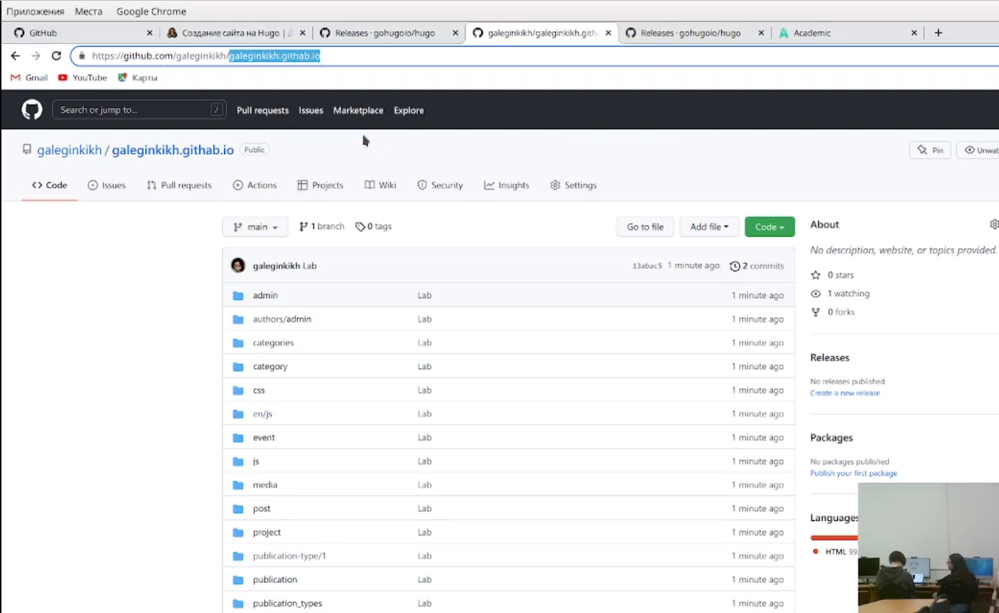 Приложения Места Google Chrome
GitHub Создание сайта на Hugo | Releases · gohugoio/hugo galeginkikh/galeginkikh.gith Releases · gohugoio/hugo Academic
https://github.com/galeginkikh/galeginkikh.githab.io
Gmail YouTube Карты
Search or jump to... / Pull requests Issues Marketplace Explore
galeginkikh / galeginkikh.githab.io Public Pin Unwat
<> Code Issues Pull requests Actions Projects Wiki Security Insights Settings
main 1 branch 0 tags Go to file Add file Code About
No description, website, or topics provided.
galeginkikh Lab 13abac5 1 minute ago 2 commits
0 stars
admin Lab 1 minute ago
1 watching
0 forks
authors/admin Lab 1 minute ago
categories Lab 1 minute ago
Releases
category Lab 1 minute ago
No releases published
css Lab 1 minute ago
Create a new release
en/js Lab 1 minute ago
event Lab 1 minute ago
Packages
js Lab 1 minute ago
No packages published
Publish your first package
media Lab 1 minute ago
post Lab 1 minute ago
Languages
project Lab 1 minute ago
HTML 99
publication-type/1 Lab 1 minute ago
publication Lab 1 minute ago
publication_types Lab 1 minute ago